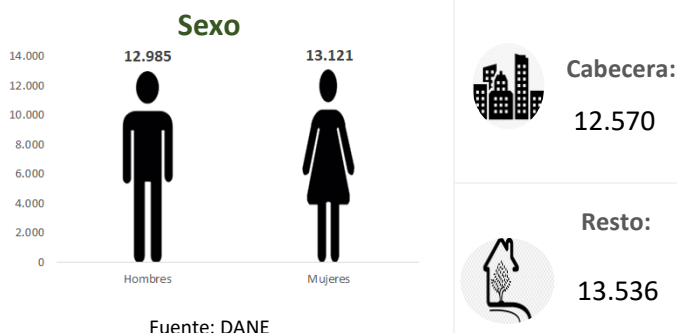 Sexo
14.000
12.000
10.000
8.000
6.000
4.000
2.000
0
12.985
13.121
Hombres
Mujeres
Fuente: DANE
Cabecera:
12.570
Resto:
13.536